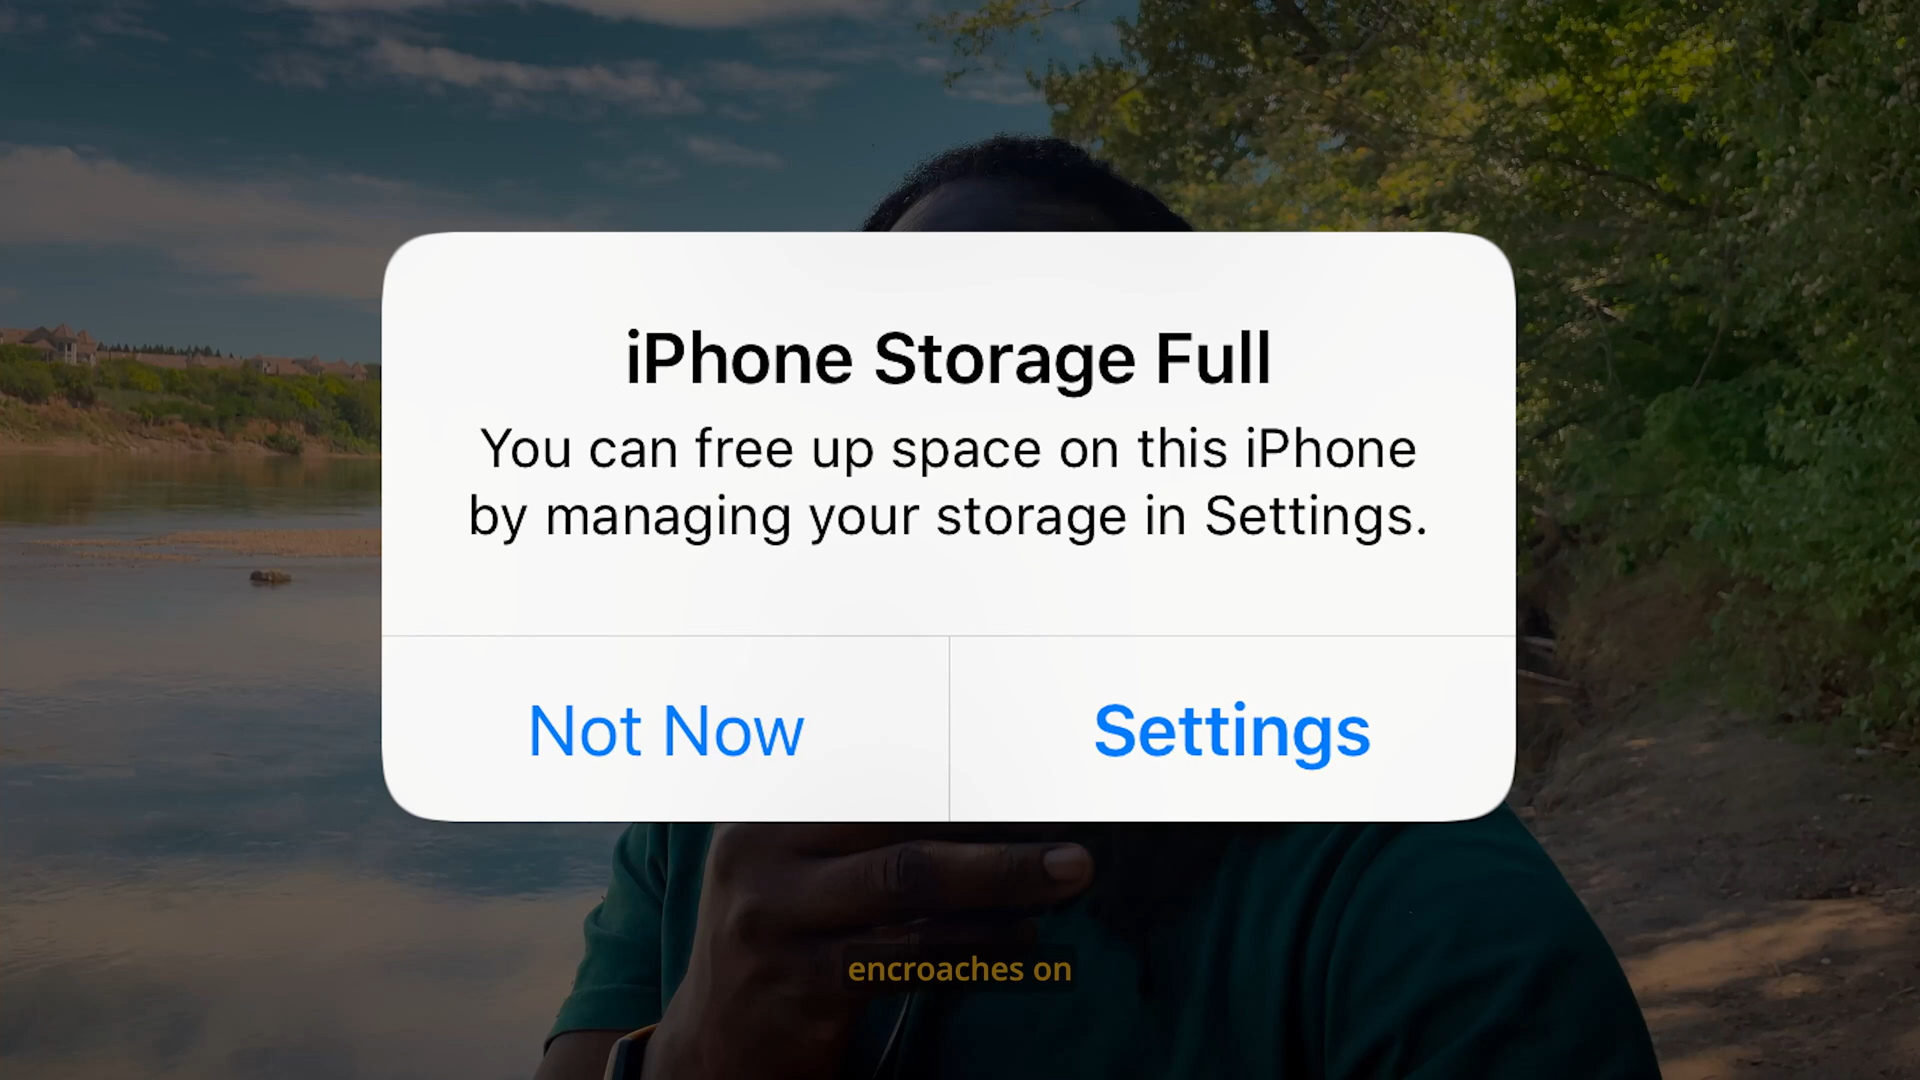 iPhone Storage Full
You can free up space on this iPhone
by managing your storage in Settings.
Not Now
Settings
encroaches on